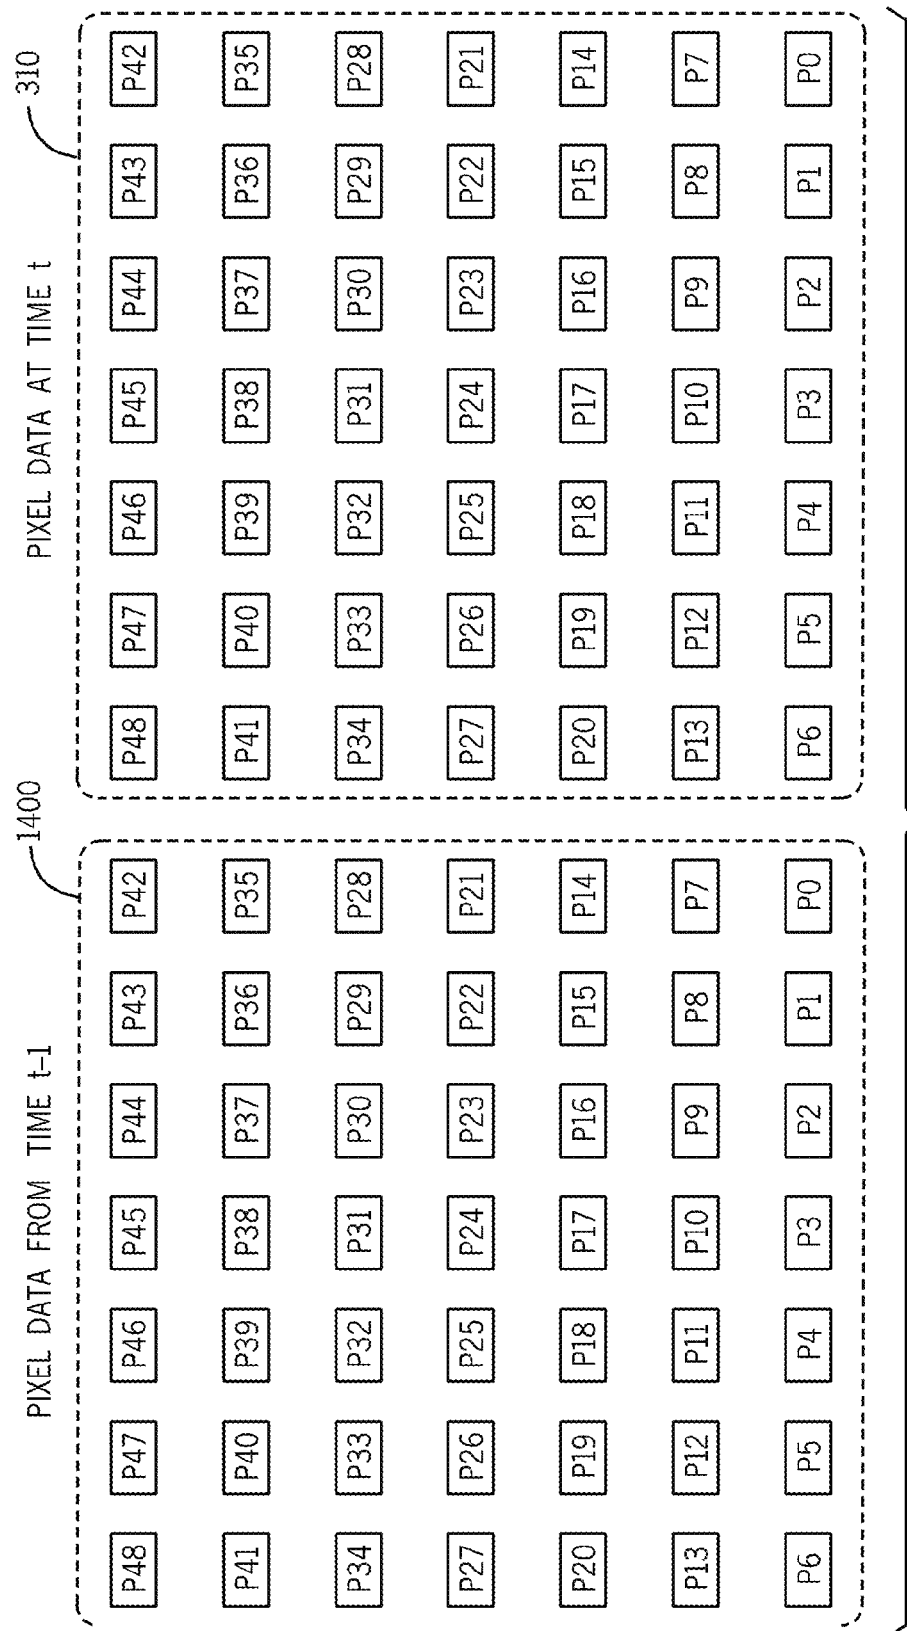 PIXEL DATA FROM TIME t-1
1400
P48 P47 P46 P45 P44 P43 P42
P41 P40 P39 P38 P37 P36 P35
P34 P33 P32 P31 P30 P29 P28
P27 P26 P25 P24 P23 P22 P21
P20 P19 P18 P17 P16 P15 P14
P13 P12 P11 P10 P9 P8 P7
P6 P5 P4 P3 P2 P1 P0
PIXEL DATA AT TIME t
310
P48 P47 P46 P45 P44 P43 P42
P41 P40 P39 P38 P37 P36 P35
P34 P33 P32 P31 P30 P29 P28
P27 P26 P25 P24 P23 P22 P21
P20 P19 P18 P17 P16 P15 P14
P13 P12 P11 P10 P9 P8 P7
P6 P5 P4 P3 P2 P1 P0